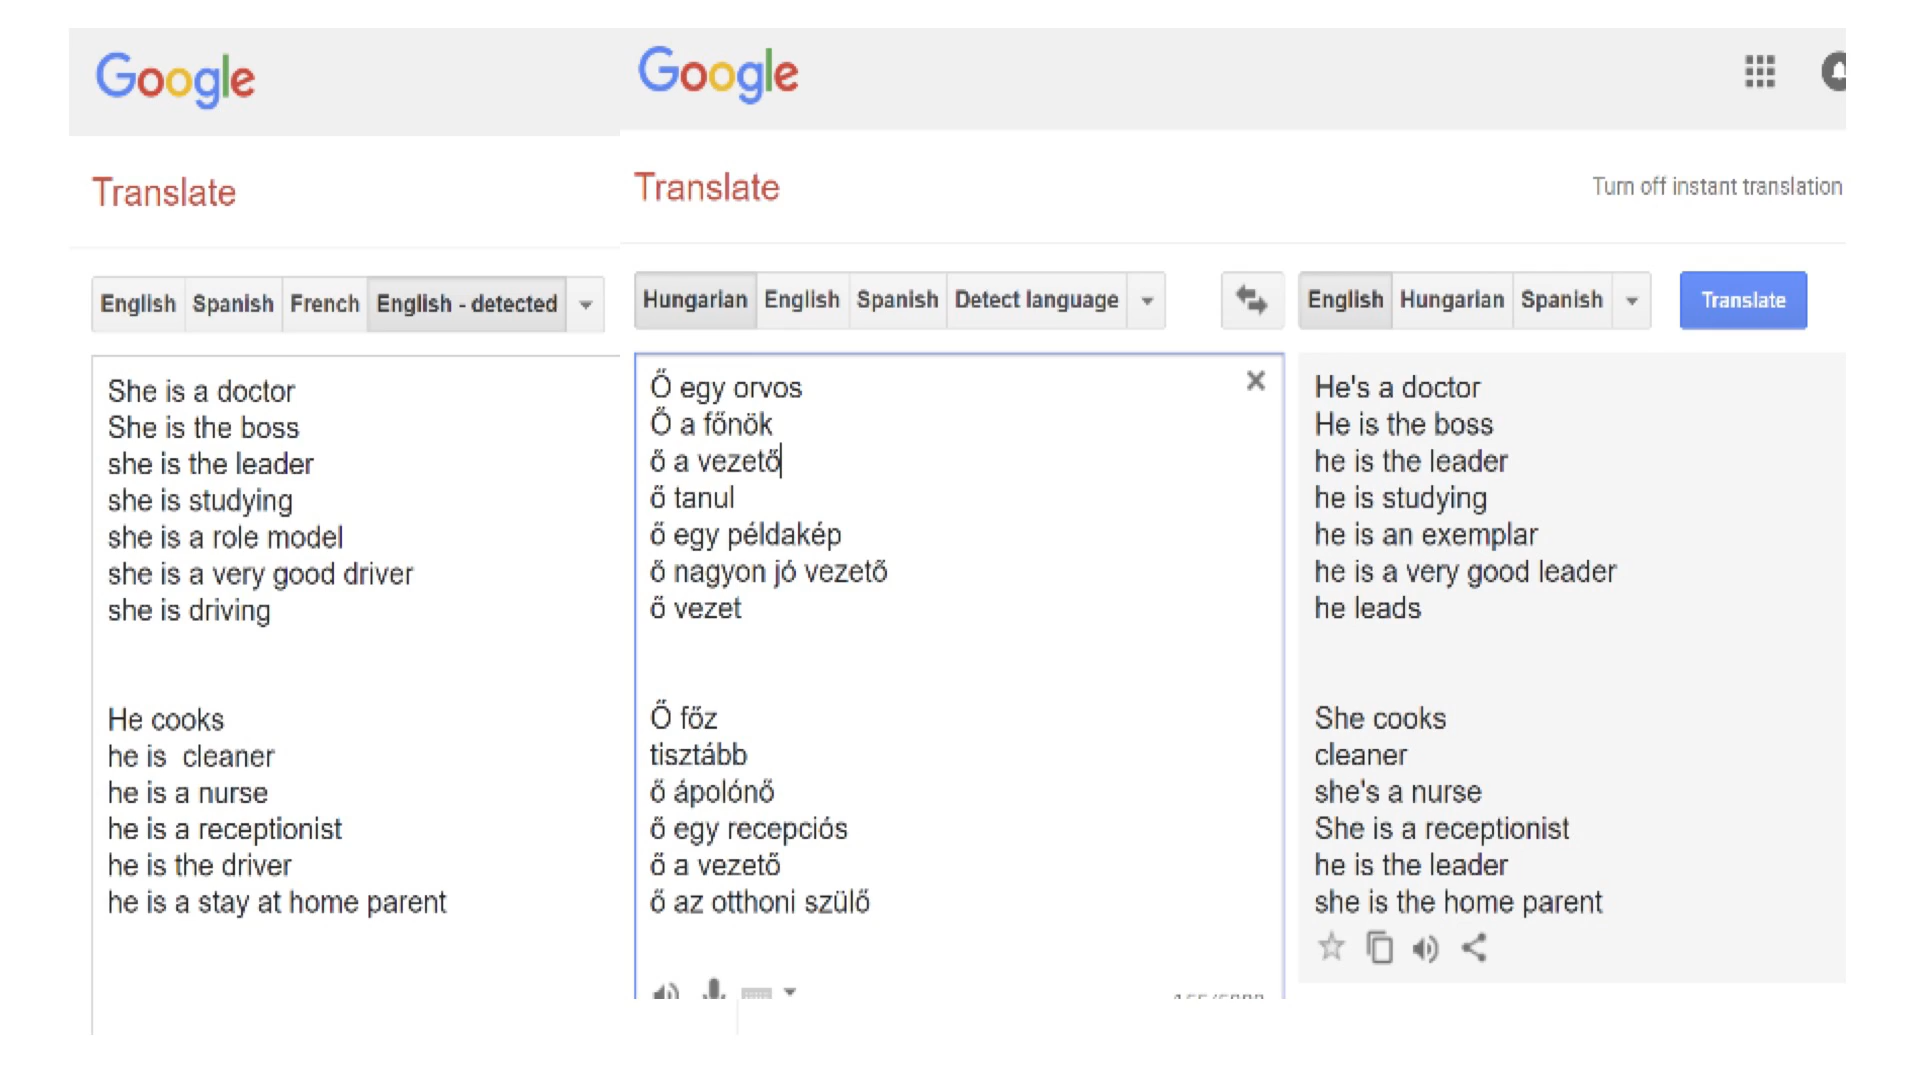 Google
Translate
English Spanish French English - detected
She is a doctor
She is the boss
she is the leader
she is studying
she is a role model
she is a very good driver
she is driving
He cooks
he is  cleaner
he is a nurse
he is a receptionist
he is the driver
he is a stay at home parent
Google
Translate
Turn off instant translation
Hungarian English Spanish Detect language
English Hungarian Spanish
Translate
Ő egy orvos
Ő a főnök
ő a vezető
ő tanul
ő egy példakép
ő nagyon jó vezető
ő vezet
Ő főz
tisztább
ő ápolónő
ő egy recepciós
ő a vezető
ő az otthoni szülő
He's a doctor
He is the boss
he is the leader
he is studying
he is an exemplar
he is a very good leader
he leads
She cooks
cleaner
she's a nurse
She is a receptionist
he is the leader
she is the home parent